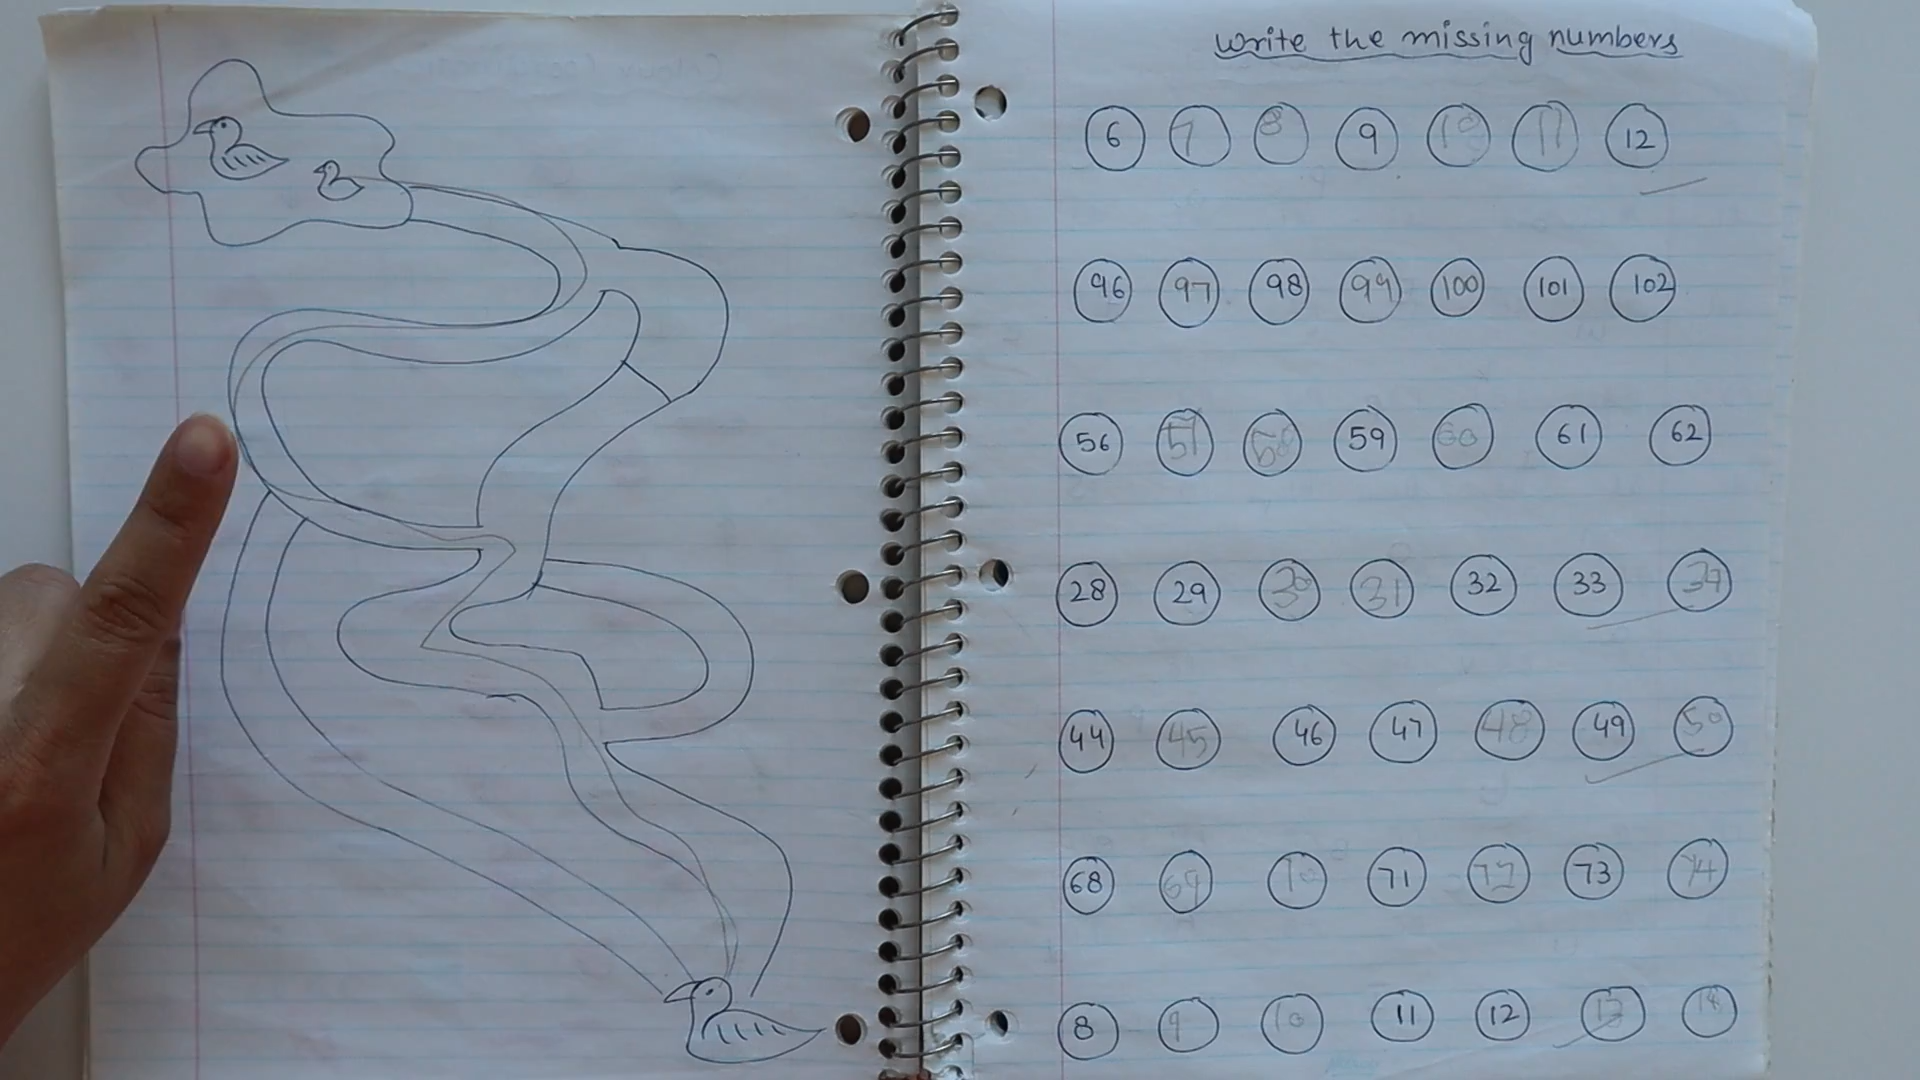 Write the missing numbers
6 7 8 9 10 11 12
96 97 98 99 100 101 102
56 57 58 59 60 61 62
28 29 30 31 32 33 34
44 45 46 47 48 49 50
68 69 70 71 72 73 74
8 9 10 11 12 13 14